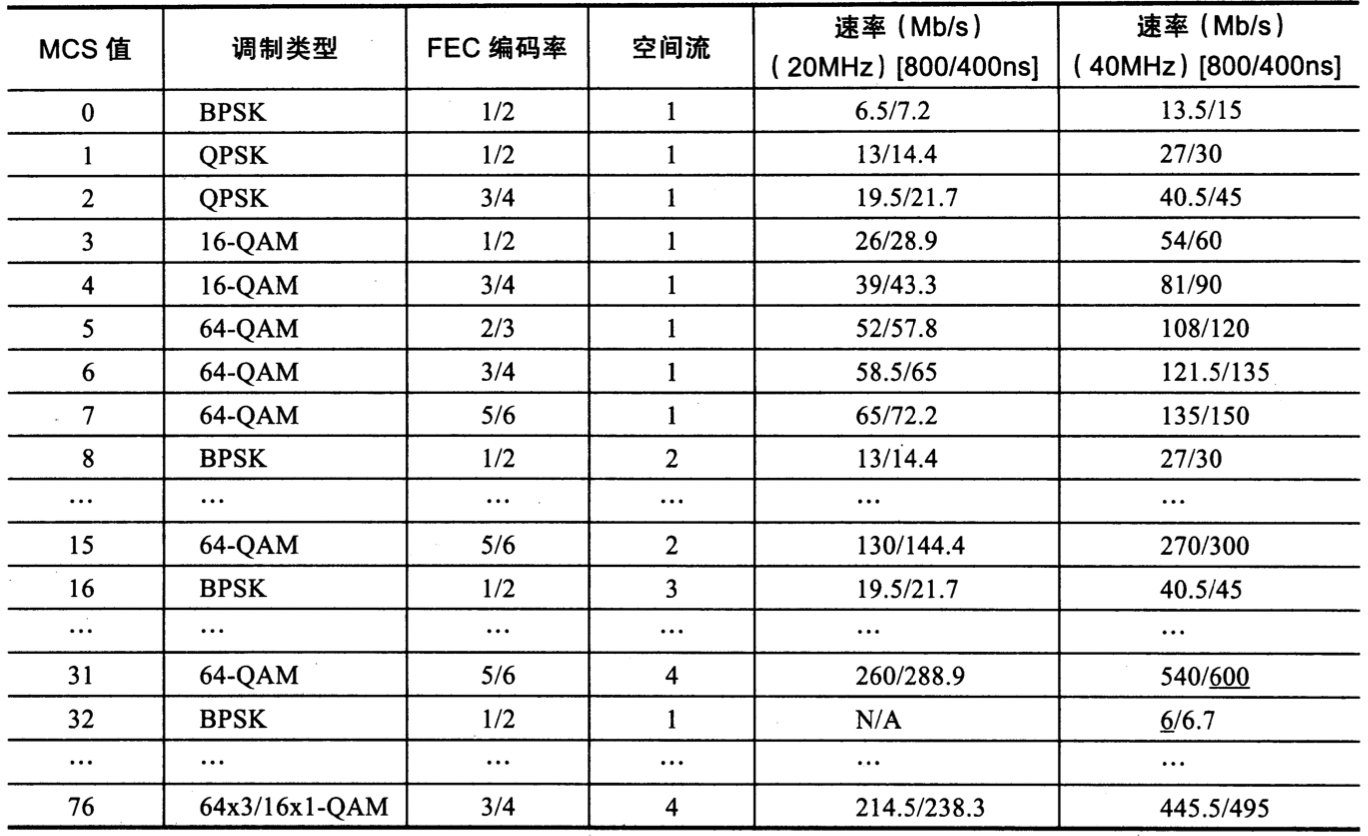 MCS 值 调制类型 FEC 编码率 空间流 速率（Mb/s）（20MHz）[800/400ns] 速率（Mb/s）（40MHz）[800/400ns]
0 BPSK 1/2 1 6.5/7.2 13.5/15
1 QPSK 1/2 1 13/14.4 27/30
2 QPSK 3/4 1 19.5/21.7 40.5/45
3 16-QAM 1/2 1 26/28.9 54/60
4 16-QAM 3/4 1 39/43.3 81/90
5 64-QAM 2/3 1 52/57.8 108/120
6 64-QAM 3/4 1 58.5/65 121.5/135
7 64-QAM 5/6 1 65/72.2 135/150
8 BPSK 1/2 2 13/14.4 27/30
… … … … … …
15 64-QAM 5/6 2 130/144.4 270/300
16 BPSK 1/2 3 19.5/21.7 40.5/45
… … … … … …
31 64-QAM 5/6 4 260/288.9 540/600
32 BPSK 1/2 1 N/A 6/6.7
… … … … … …
76 64x3/16x1-QAM 3/4 4 214.5/238.3 445.5/495